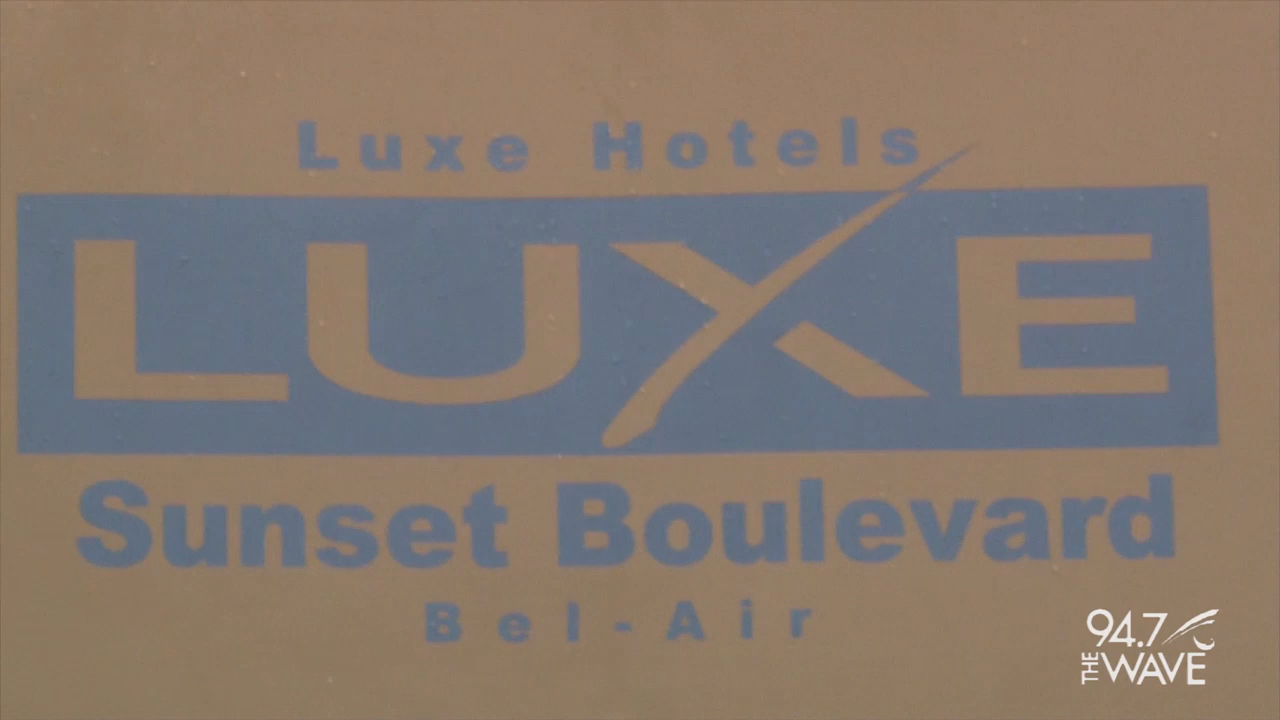 Luxe Hotels
LUXE
Sunset Boulevard
Bel-Air
94.7
THE WAVE